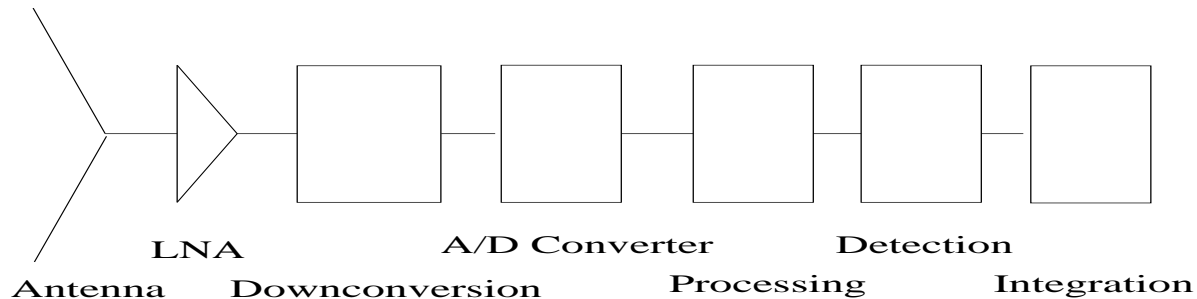 LNA
A/D Converter
Detection
Antenna
Downconversion
Processing
Integration